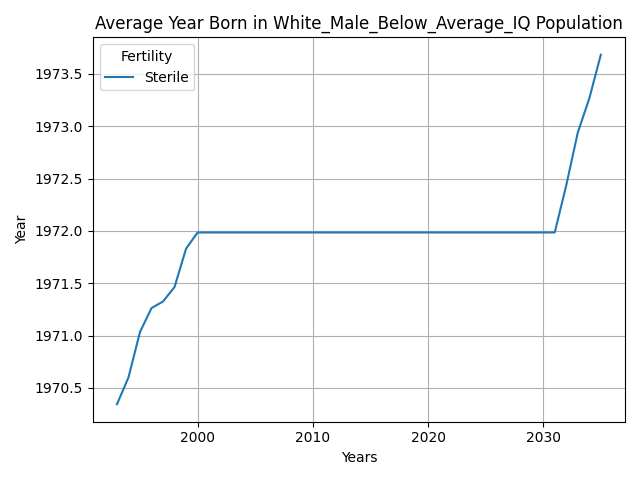 Average Year Born in White_Male_Below_Average_IQ Population
Fertility
Sterile
Year
1973.5
1973.0
1972.5
1972.0
1971.5
1971.0
1970.5
2000 2010 2020 2030
Years